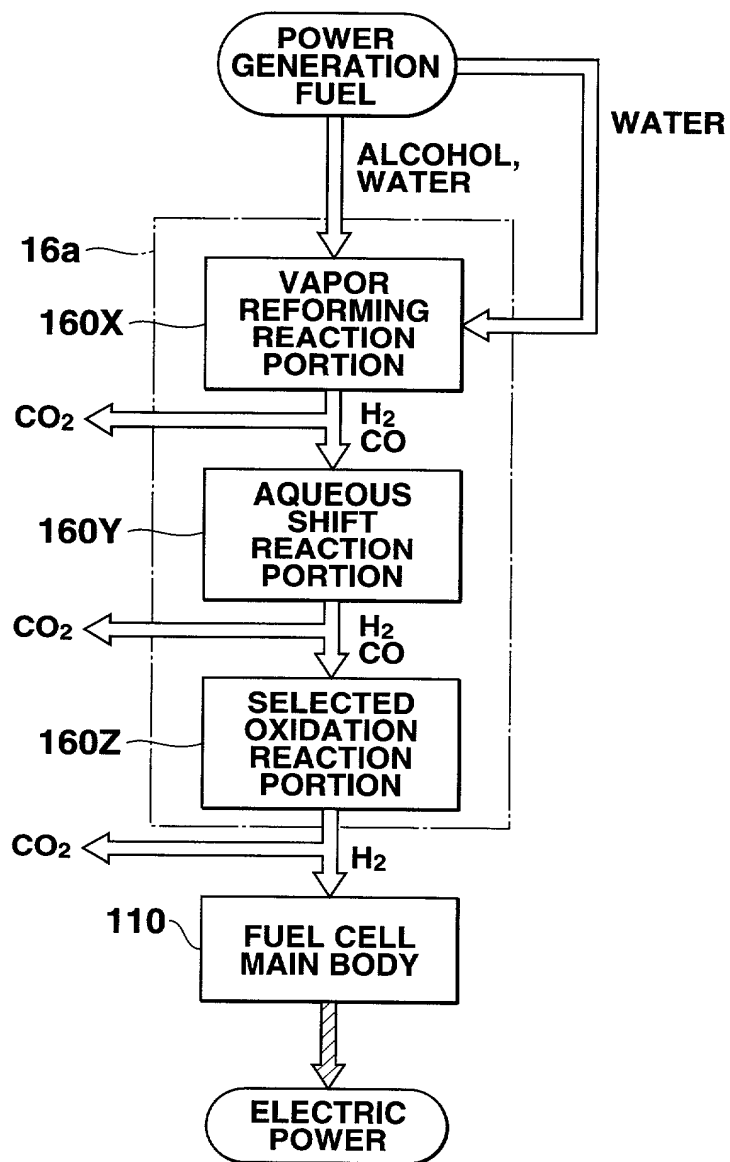 POWER
GENERATION
FUEL
WATER
ALCOHOL,
WATER
16a
VAPOR
REFORMING
REACTION
PORTION
160X
CO₂
H₂
CO
AQUEOUS
SHIFT
REACTION
PORTION
160Y
CO₂
H₂
CO
SELECTED
OXIDATION
REACTION
PORTION
160Z
CO₂
H₂
110
FUEL CELL
MAIN BODY
ELECTRIC
POWER